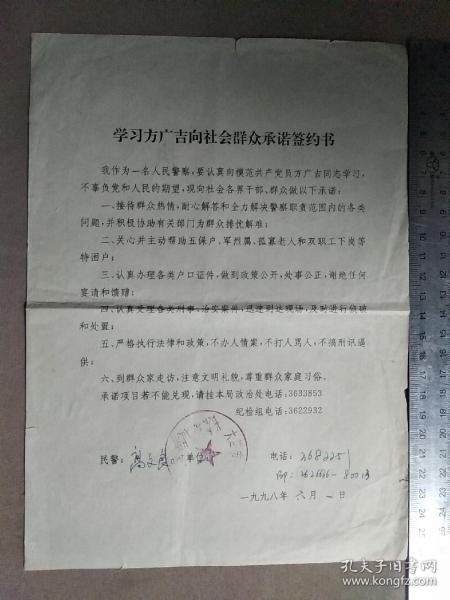 学习方广吉向社会群众承诺签约书
我作为一名人民警察，要认真向模范共产党员方广吉同志学习，
不辜负党和人民的期望，现向社会各界干部、群众做以下承诺：
一、接待群众热情，耐心解答和全力解决警察职责范围内的各类
问题，并积极协助有关部门为群众排忧解难；
二、关心并主动帮助五保户、军烈属、孤寡老人和双职工下岗等
特困户；
三、认真办理各类户口证件，做到政策公开，处事公正，谢绝任何
宴请和馈赠；
四、认真受理各类刑事、治安案件，迅速到达现场，及时进行侦破
和处置；
五、严格执行法律和政策，不办人情案，不打人骂人，不搞刑讯逼
供；
六、到群众家走访，注意文明礼貌，尊重群众家庭习俗。
承诺项目若不能兑现，请挂本局政治处电话：3633853
纪检组电话：3622932
民警： 单位 电话：
一九九八年 六月 一日
孔夫子旧书网
www.kongfz.com